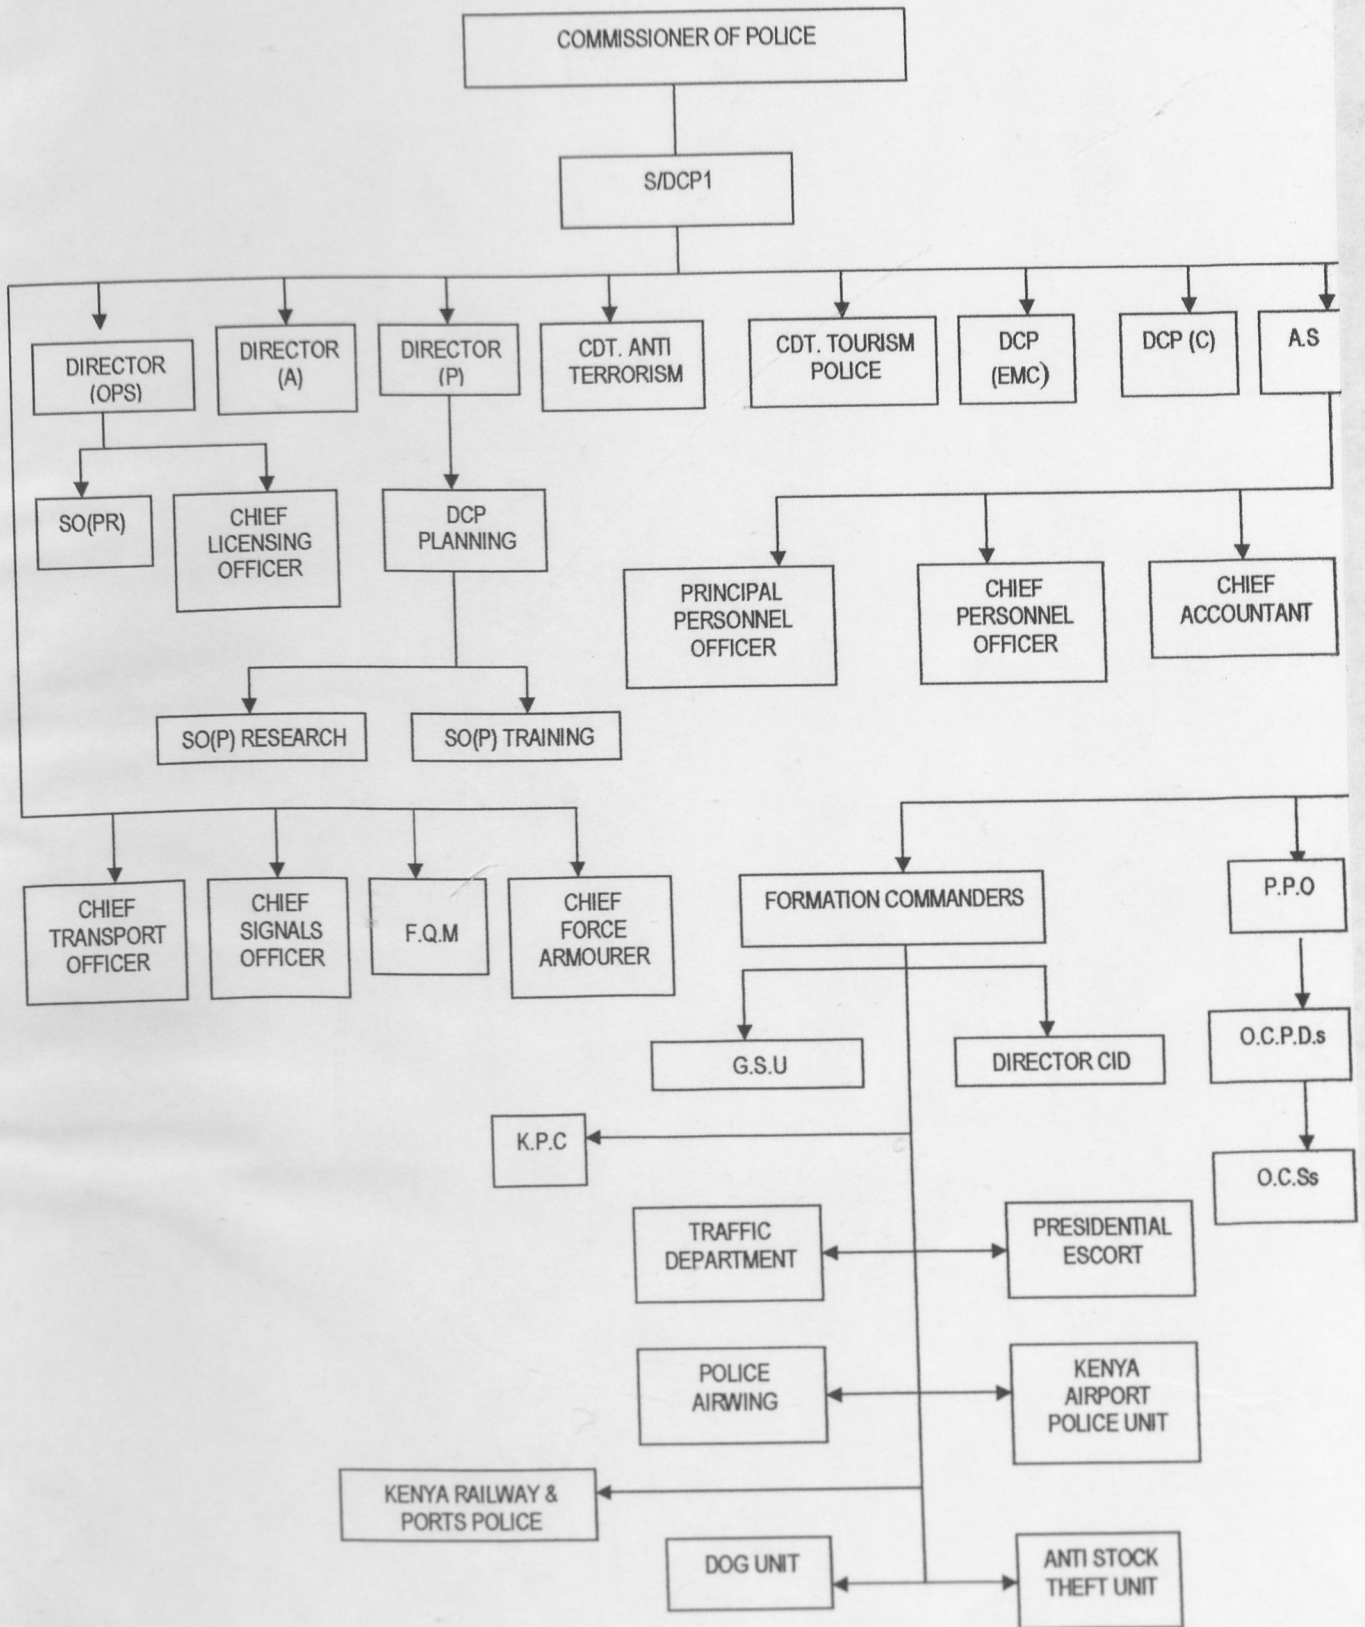 COMMISSIONER OF POLICE
S/DCP1
DIRECTOR
(OPS)
DIRECTOR
(A)
DIRECTOR
(P)
CDT. ANTI
TERRORISM
CDT. TOURISM
POLICE
DCP
(EMC)
DCP (C)
A.S
SO(PR)
CHIEF
LICENSING
OFFICER
DCP
PLANNING
PRINCIPAL
PERSONNEL
OFFICER
CHIEF
PERSONNEL
OFFICER
CHIEF
ACCOUNTANT
SO(P) RESEARCH
SO(P) TRAINING
CHIEF
TRANSPORT
OFFICER
CHIEF
SIGNALS
OFFICER
F.Q.M
CHIEF
FORCE
ARMOURER
FORMATION COMMANDERS
P.P.O
G.S.U
DIRECTOR CID
O.C.P.D.s
K.P.C
O.C.Ss
TRAFFIC
DEPARTMENT
PRESIDENTIAL
ESCORT
POLICE
AIRWING
KENYA
AIRPORT
POLICE UNIT
KENYA RAILWAY &
PORTS POLICE
DOG UNIT
ANTI STOCK
THEFT UNIT